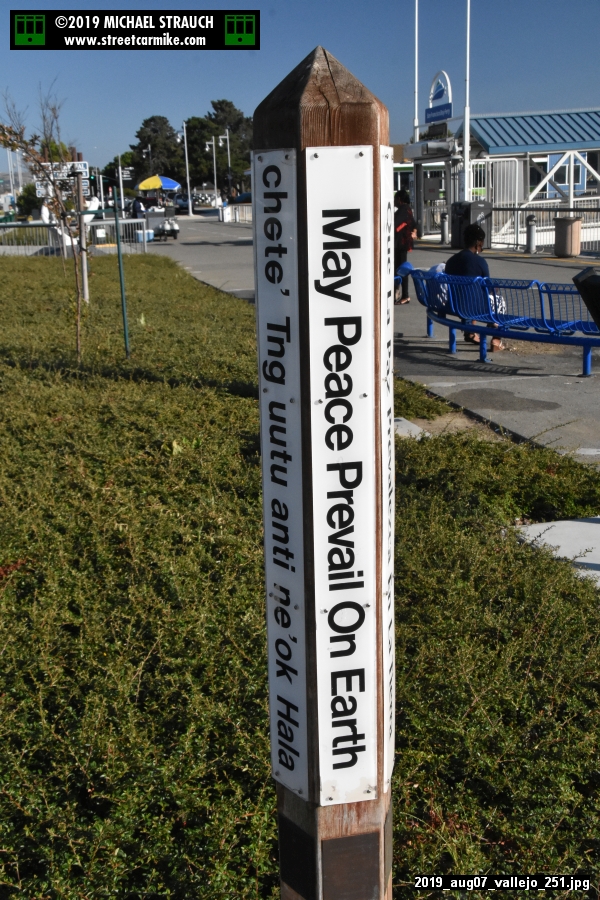 ©2019 MICHAEL STRAUCH
www.streetcarmike.com
May Peace Prevail On Earth
chete' Tng uutu anti ne'ok Hala
2019_aug07_vallejo_251.jpg